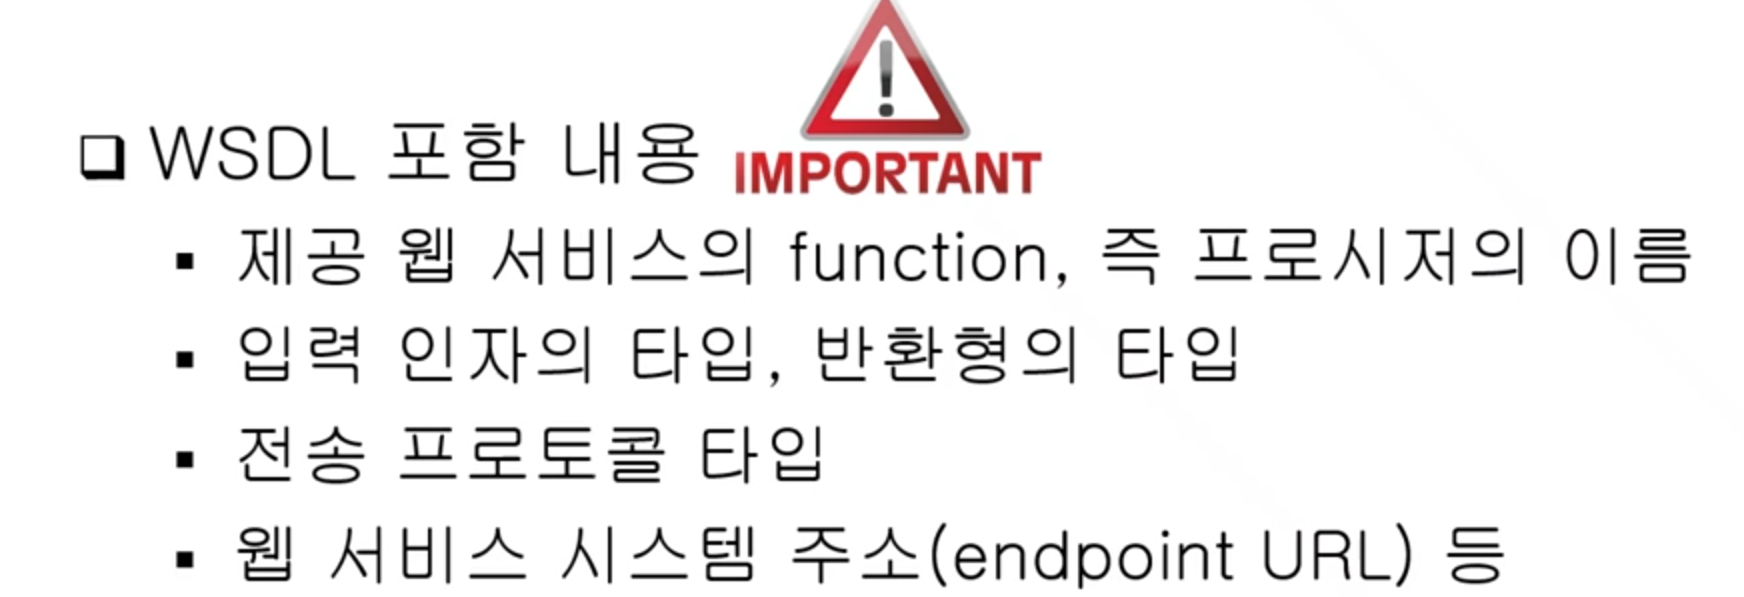 WSDL 포함 내용
IMPORTANT
제공 웹 서비스의 function, 즉 프로시저의 이름
입력 인자의 타입, 반환형의 타입
전송 프로토콜 타입
웹 서비스 시스템 주소(endpoint URL) 등